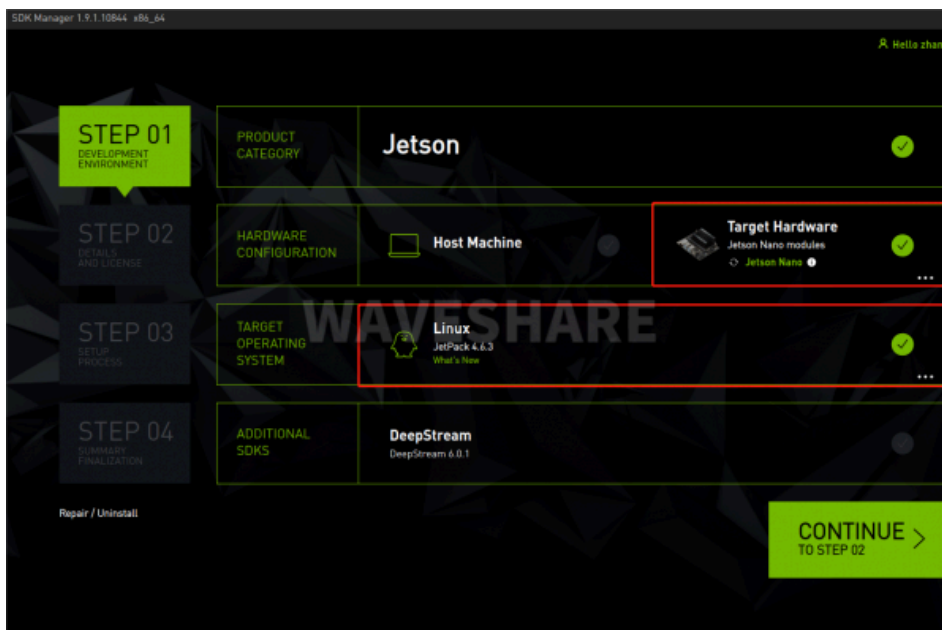 SDK Manager 1.9.1.10844 x86_64
Hello zhan
STEP 01
DEVELOPMENT
ENVIRONMENT
PRODUCT
CATEGORY
Jetson
STEP 02
DETAILS
AND LICENSE
HARDWARE
CONFIGURATION
Host Machine
Target Hardware
Jetson Nano modules
Jetson Nano
STEP 03
SETUP
PROCESS
TARGET
OPERATING
SYSTEM
Linux
JetPack 4.6.3
What's New
WAVESHARE
STEP 04
SUMMARY
FINALIZATION
ADDITIONAL
SDKS
DeepStream
DeepStream 6.0.1
Repair / Uninstall
CONTINUE >
TO STEP 02